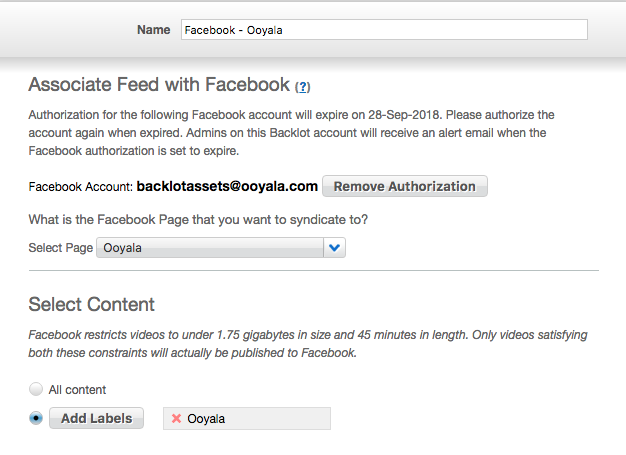 Name Facebook - Ooyala
Associate Feed with Facebook (?)
Authorization for the following Facebook account will expire on 28-Sep-2018. Please authorize the
account again when expired. Admins on this Backlot account will receive an alert email when the
Facebook authorization is set to expire.
Facebook Account: backlotassets@ooyala.com Remove Authorization
What is the Facebook Page that you want to syndicate to?
Select Page Ooyala
Select Content
Facebook restricts videos to under 1.75 gigabytes in size and 45 minutes in length. Only videos satisfying
both these constraints will actually be published to Facebook.
All content
Add Labels Ooyala